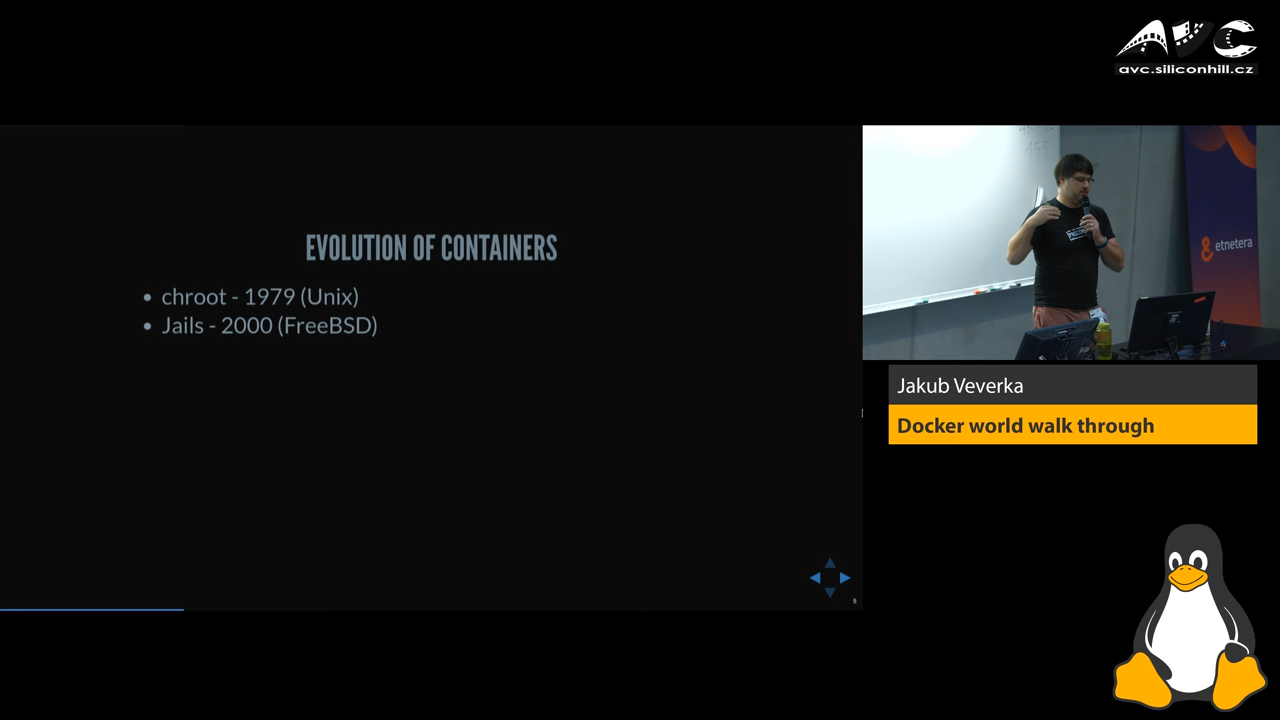 AVC
avc.siliconhill.cz
EVOLUTION OF CONTAINERS
• chroot - 1979 (Unix)
• Jails - 2000 (FreeBSD)
etnetera
Jakub Veverka
Docker world walk through